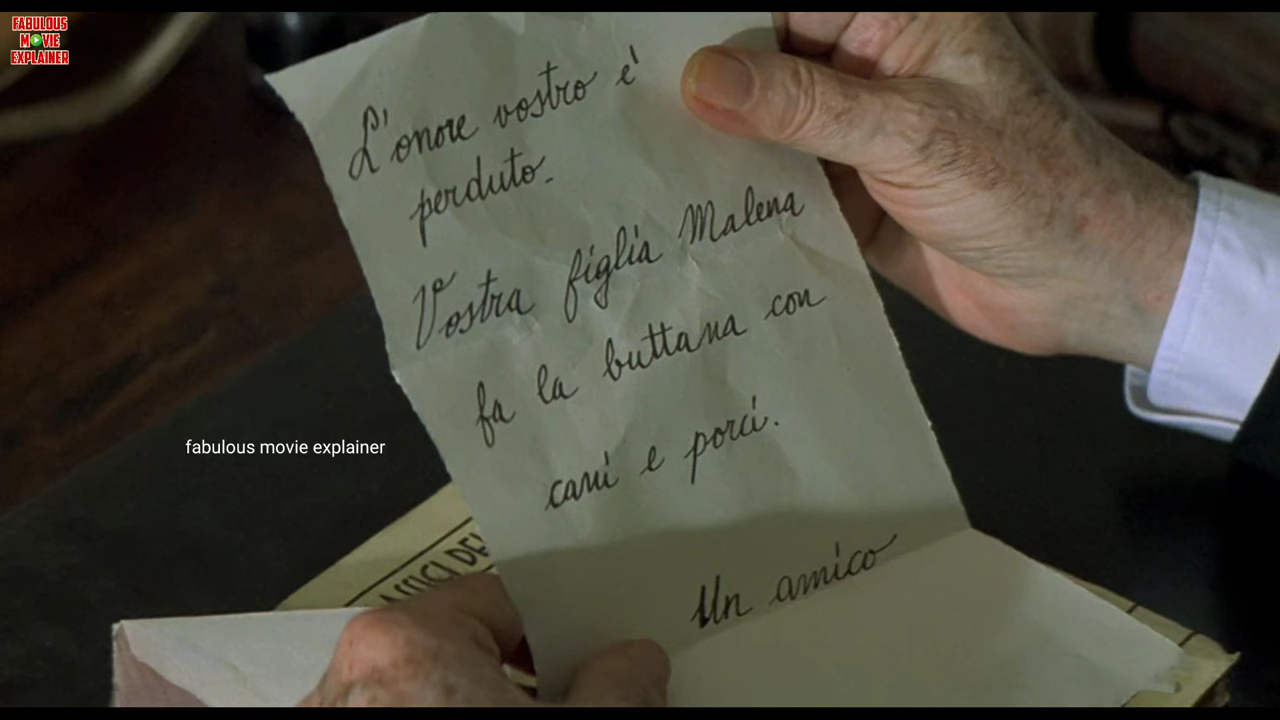 FABULOUS
MOVIE
EXPLAINER
L'onore vostro e'
perduto.
Vostra figlia Malena
fa la buttana con
cani e porci.
Un amico
fabulous movie explainer